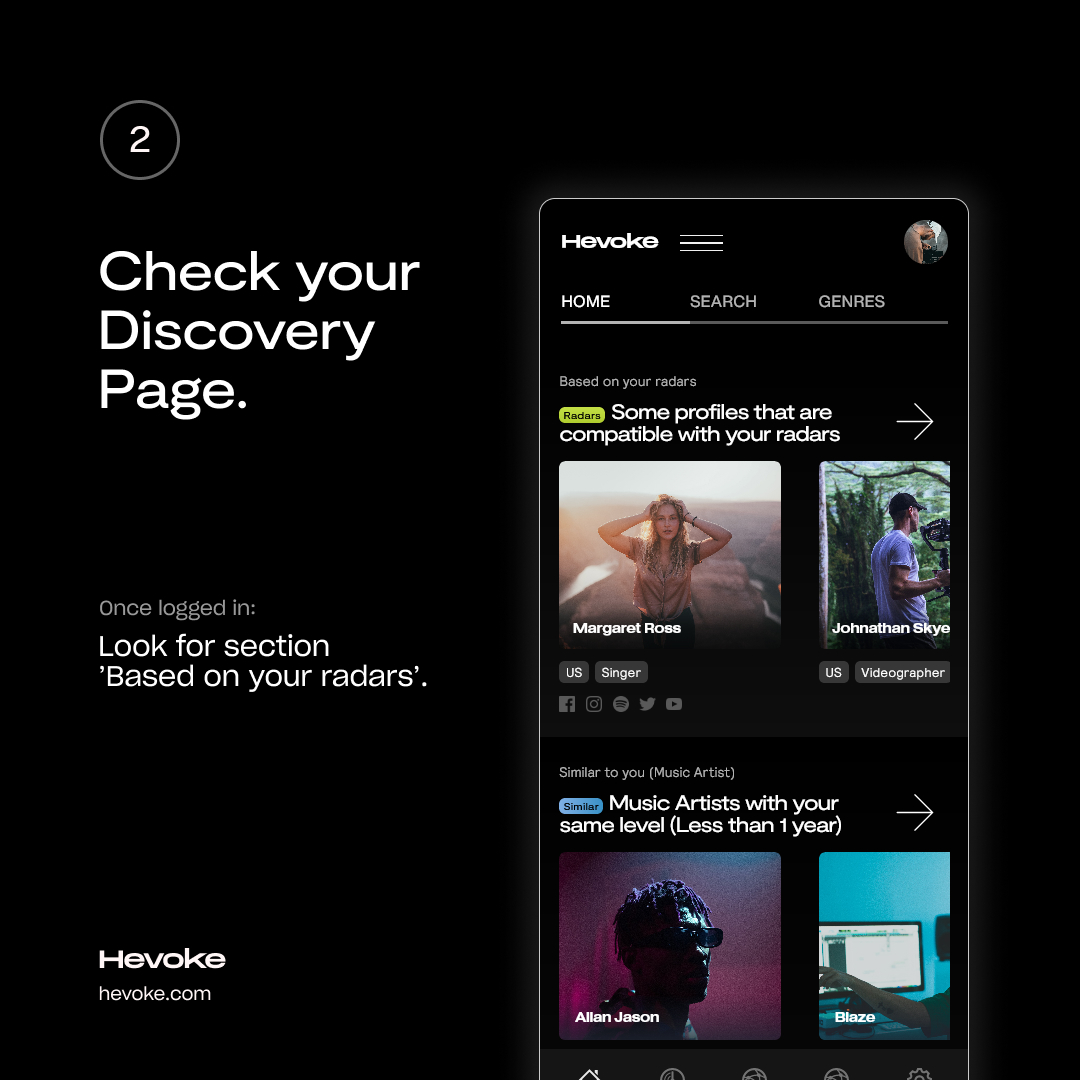 2
Check your
Discovery
Page.
Once logged in:
Look for section
’Based on your radars’.
Hevoke
hevoke.com
Hevoke
HOME SEARCH GENRES
Based on your radars
Radars Some profiles that are
compatible with your radars
Margaret Ross
Johnathan Skye
US Singer
US Videographer
Similar to you (Music Artist)
Similar Music Artists with your
same level (Less than 1 year)
Allan Jason
Blaze